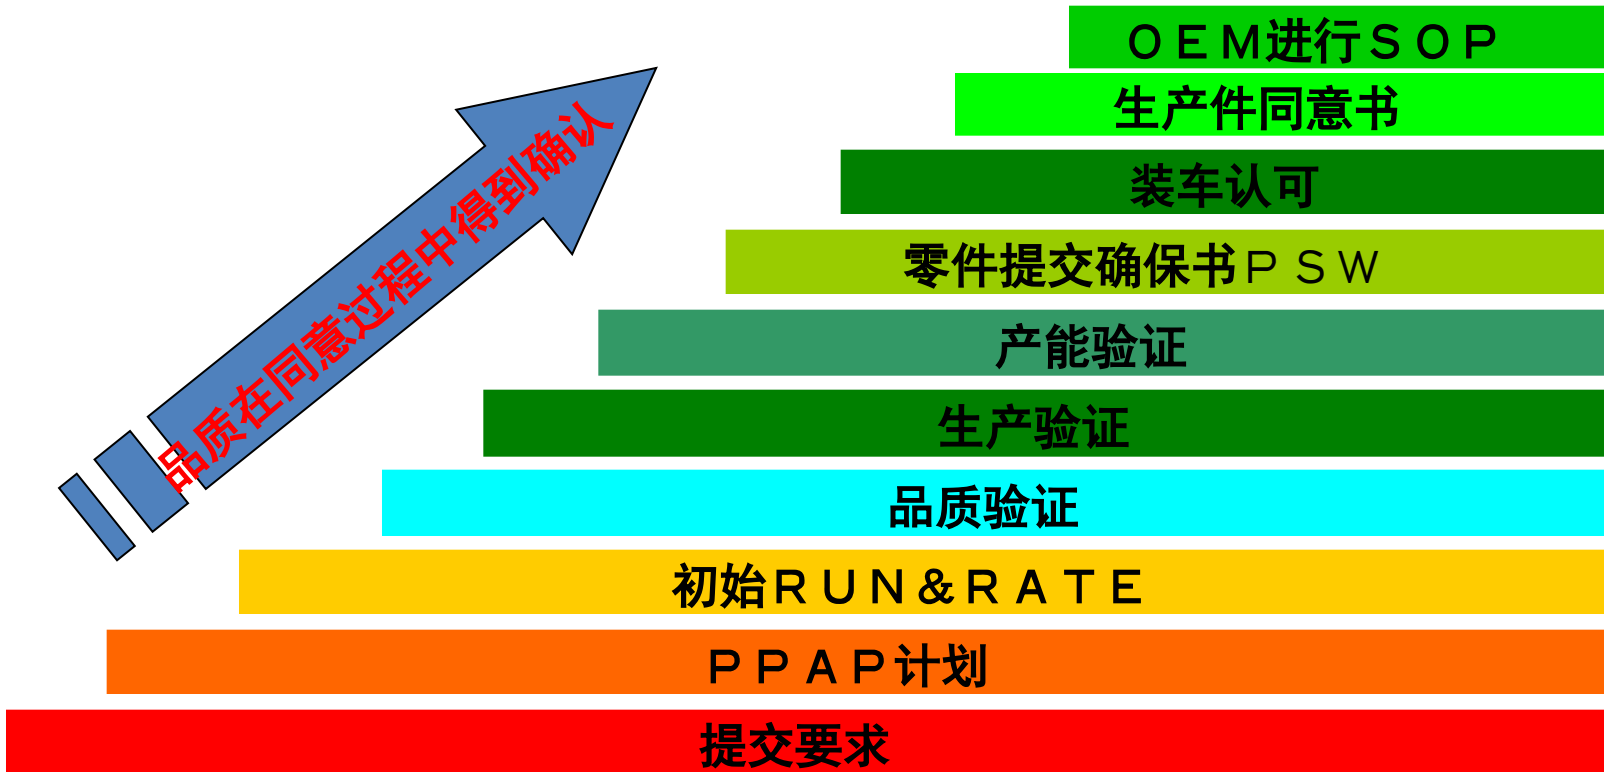 ＯＥＭ进行ＳＯＰ
生产件同意书
装车认可
零件提交确保书ＰＳＷ
产能验证
生产验证
品质验证
初始ＲＵＮ＆ＲＡＴＥ
ＰＰＡＰ计划
提交要求
品质在同意过程中得到确认